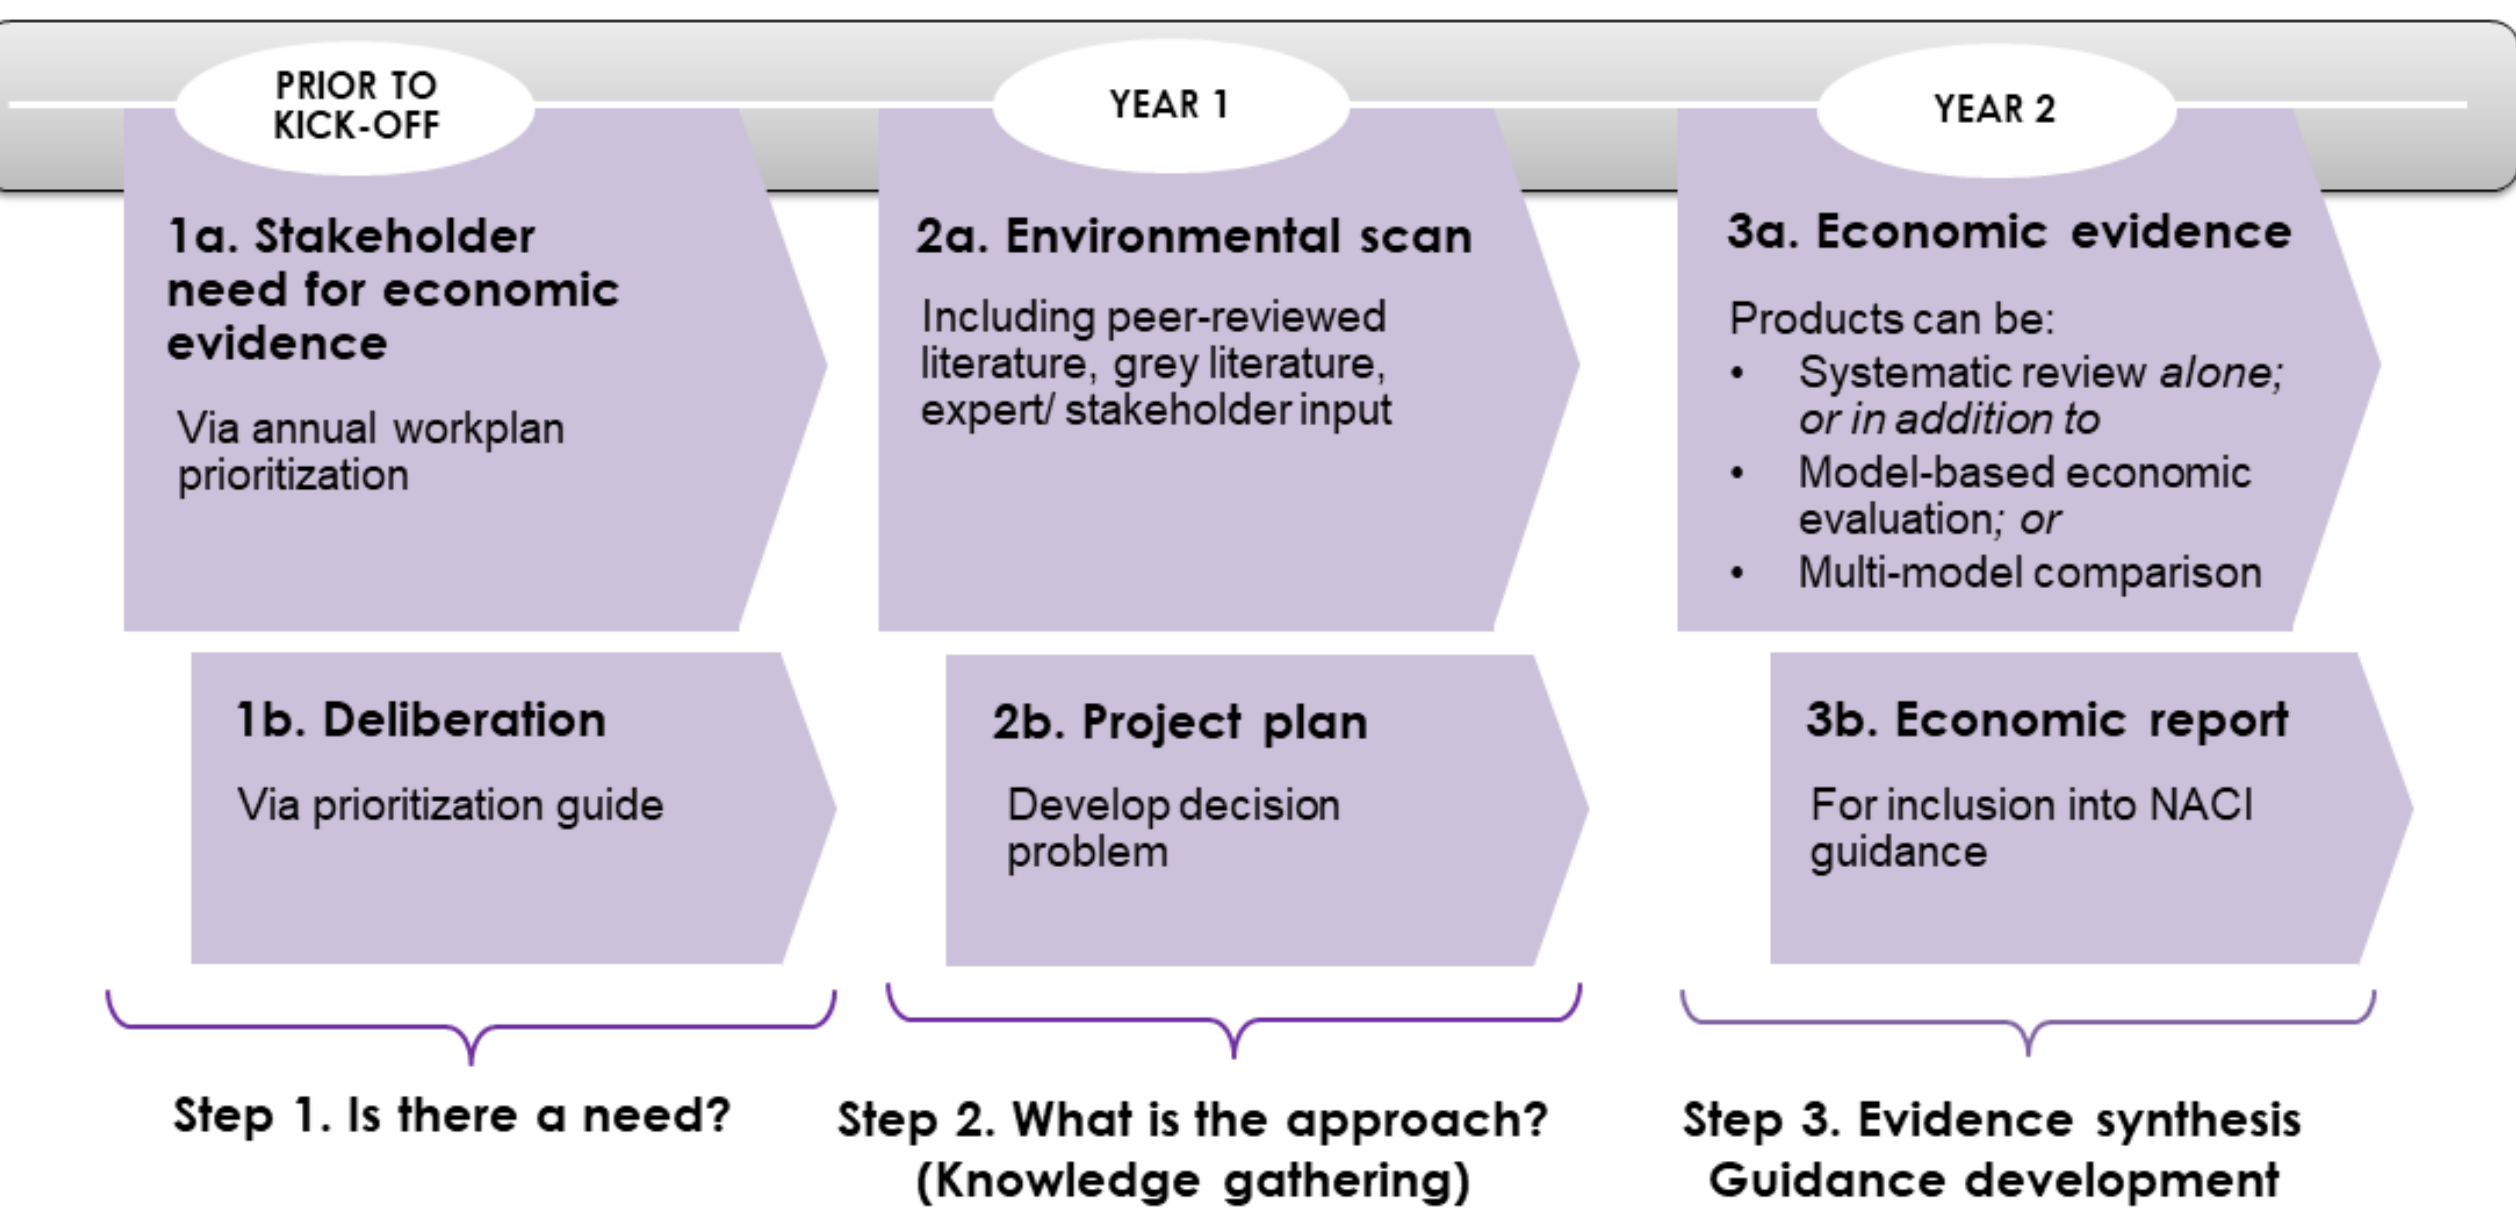 PRIOR TO
KICK-OFF
1a. Stakeholder
need for economic
evidence
Via annual workplan
prioritization
1b. Deliberation
Via prioritization guide
Step 1. Is there a need?
YEAR 1
2a. Environmental scan
Including peer-reviewed
literature, grey literature,
expert/ stakeholder input
2b. Project plan
Develop decision
problem
Step 2. What is the approach?
(Knowledge gathering)
YEAR 2
3a. Economic evidence
Products can be:
• Systematic review alone;
or in addition to
• Model-based economic
evaluation; or
• Multi-model comparison
3b. Economic report
For inclusion into NACI
guidance
Step 3. Evidence synthesis
Guidance development